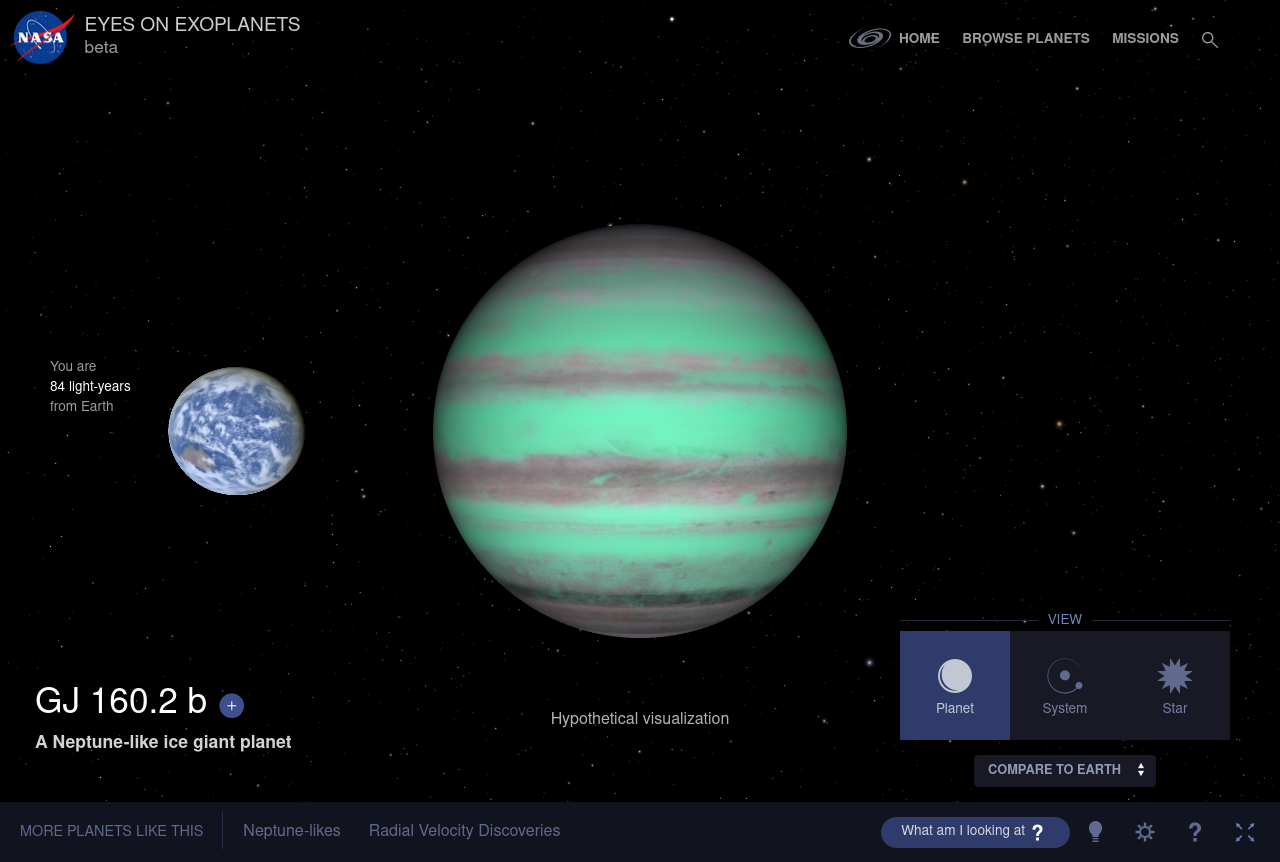 NASA
EYES ON EXOPLANETS
beta
HOME
BROWSE PLANETS
MISSIONS
You are
84 light-years
from Earth
VIEW
Planet
System
Star
GJ 160.2 b +
A Neptune-like ice giant planet
Hypothetical visualization
COMPARE TO EARTH
MORE PLANETS LIKE THIS
Neptune-likes
Radial Velocity Discoveries
What am I looking at ?
?